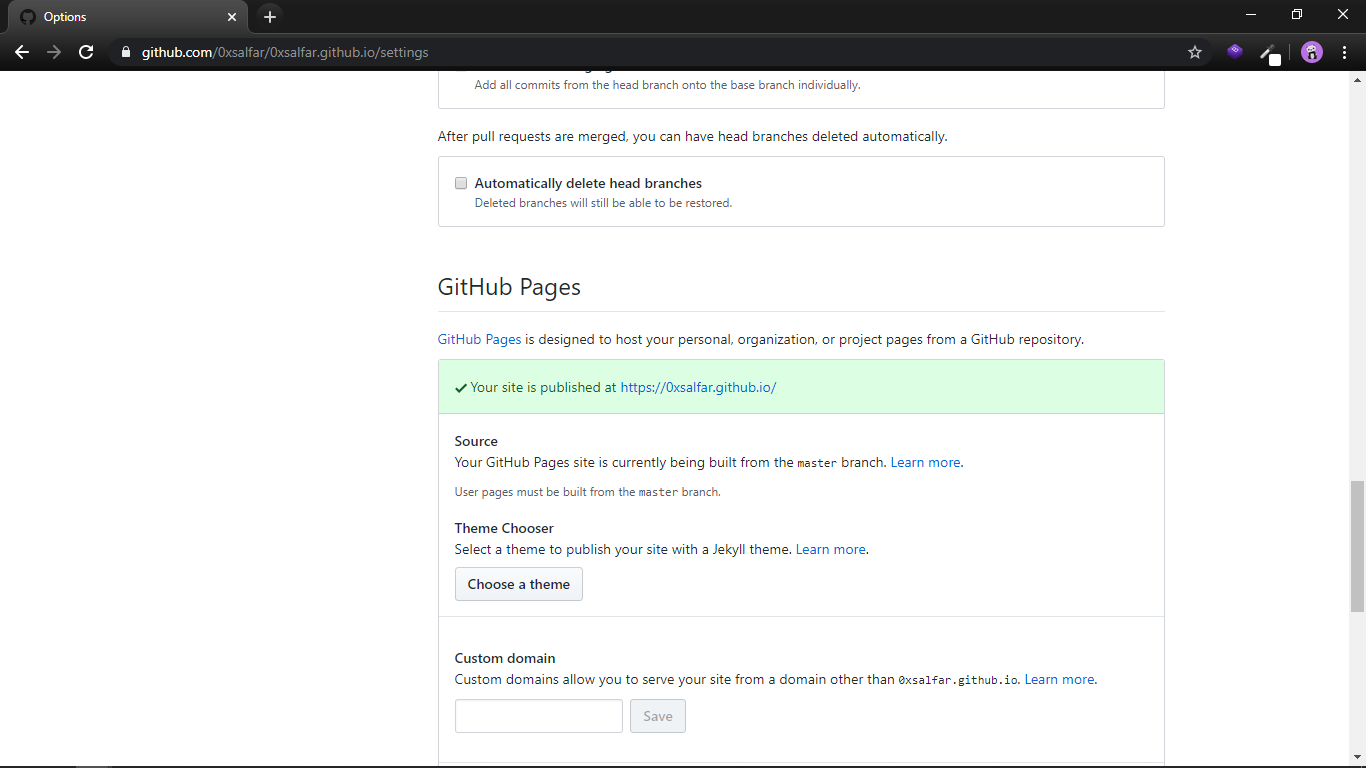 Options
github.com/0xsalfar/0xsalfar.github.io/settings
Add all commits from the head branch onto the base branch individually.
After pull requests are merged, you can have head branches deleted automatically.
Automatically delete head branches
Deleted branches will still be able to be restored.
GitHub Pages
GitHub Pages is designed to host your personal, organization, or project pages from a GitHub repository.
Your site is published at https://0xsalfar.github.io/
Source
Your GitHub Pages site is currently being built from the master branch. Learn more.
User pages must be built from the master branch.
Theme Chooser
Select a theme to publish your site with a Jekyll theme. Learn more.
Choose a theme
Custom domain
Custom domains allow you to serve your site from a domain other than 0xsalfar.github.io. Learn more.
Save